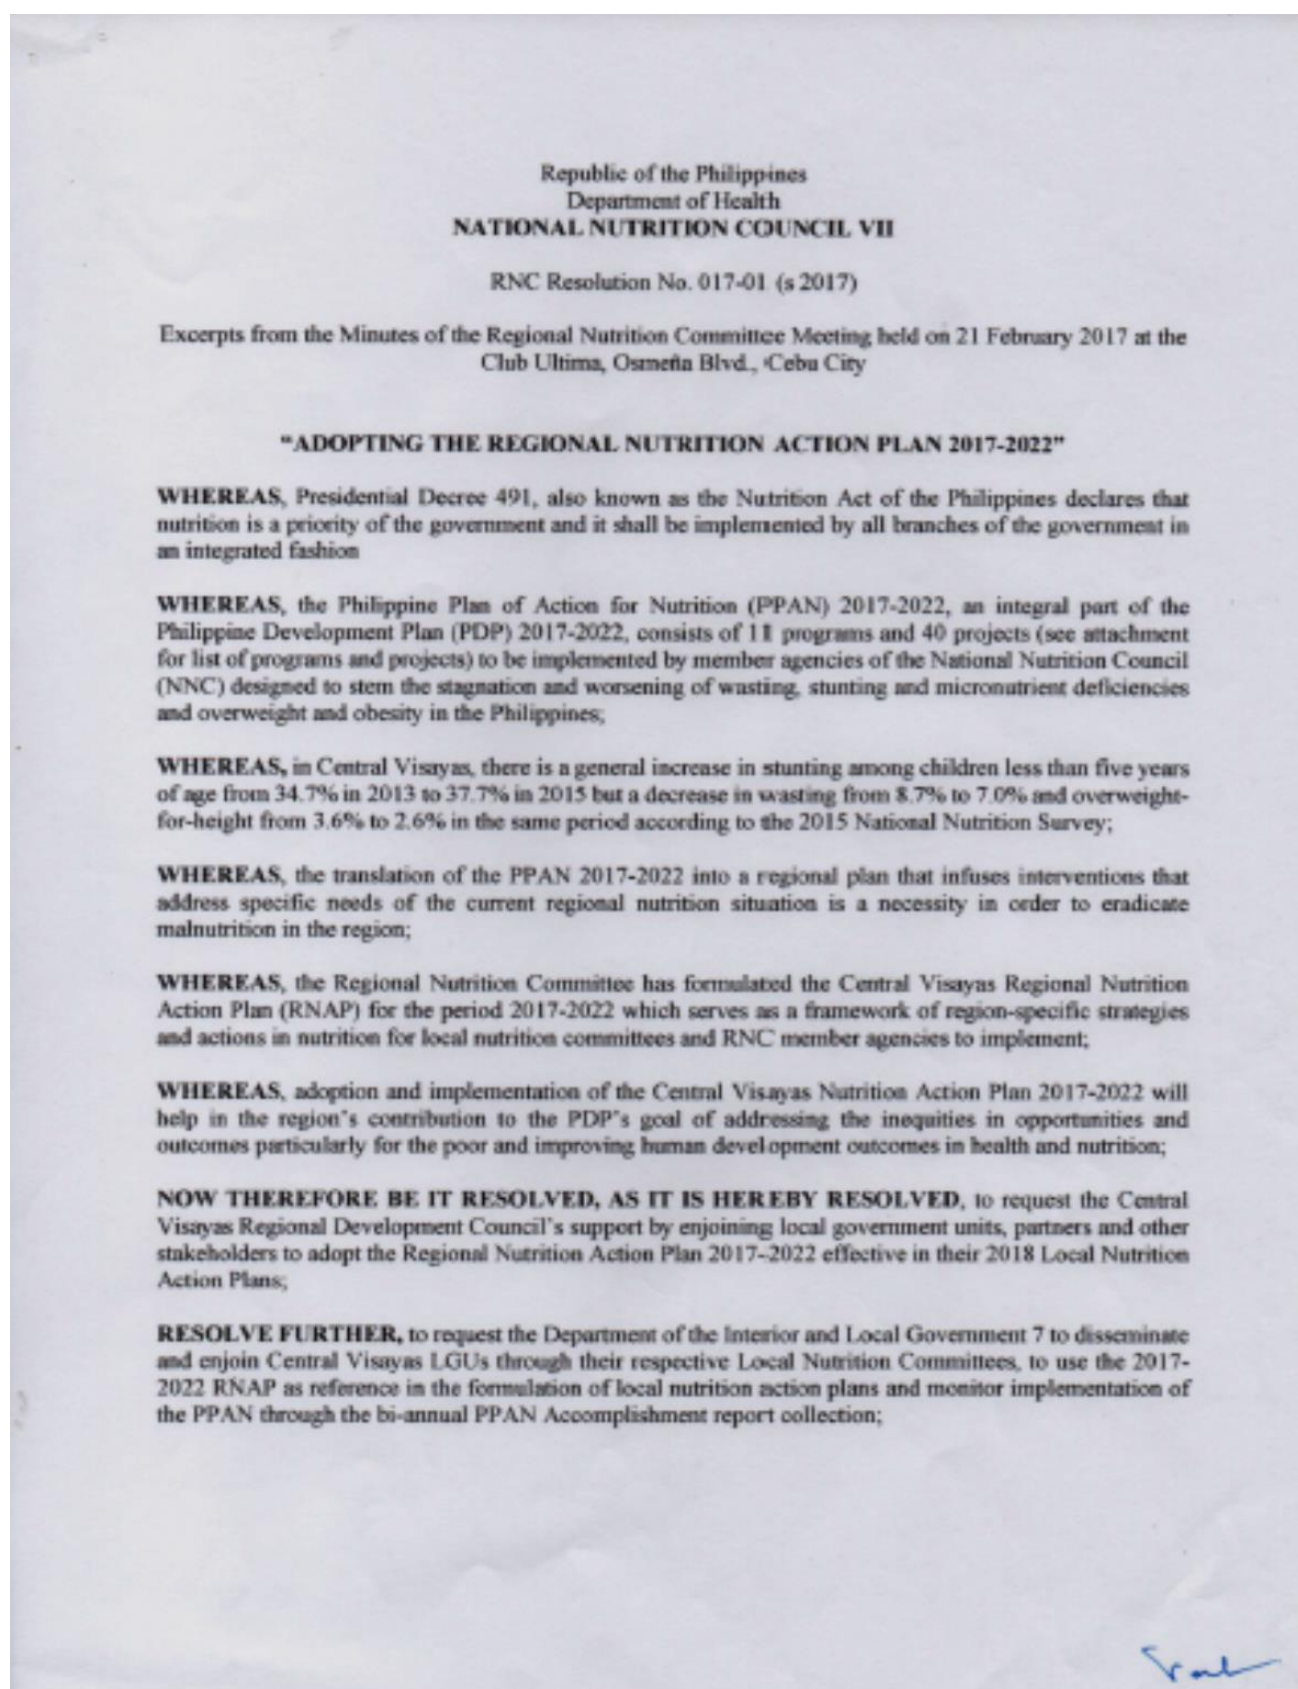 Republic of the Philippines
Department of Health
NATIONAL NUTRITION COUNCIL VII
RNC Resolution No. 017-01 (s 2017)
Excerpts from the Minutes of the Regional Nutrition Committee Meeting held on 21 February 2017 at the
Club Ultima, Osmeña Blvd., Cebu City
"ADOPTING THE REGIONAL NUTRITION ACTION PLAN 2017-2022"
WHEREAS, Presidential Decree 491, also known as the Nutrition Act of the Philippines declares that
nutrition is a priority of the government and it shall be implemented by all branches of the government in
an integrated fashion
WHEREAS, the Philippine Plan of Action for Nutrition (PPAN) 2017-2022, an integral part of the
Philippine Development Plan (PDP) 2017-2022, consists of 11 programs and 40 projects (see attachment
for list of programs and projects) to be implemented by member agencies of the National Nutrition Council
(NNC) designed to stem the stagnation and worsening of wasting, stunting and micronutrient deficiencies
and overweight and obesity in the Philippines;
WHEREAS, in Central Visayas, there is a general increase in stunting among children less than five years
of age from 34.7% in 2013 to 37.7% in 2015 but a decrease in wasting from 8.7% to 7.0% and overweight-
for-height from 3.6% to 2.6% in the same period according to the 2015 National Nutrition Survey;
WHEREAS, the translation of the PPAN 2017-2022 into a regional plan that infuses interventions that
address specific needs of the current regional nutrition situation is a necessity in order to eradicate
malnutrition in the region;
WHEREAS, the Regional Nutrition Committee has formulated the Central Visayas Regional Nutrition
Action Plan (RNAP) for the period 2017-2022 which serves as a framework of region-specific strategies
and actions in nutrition for local nutrition committees and RNC member agencies to implement;
WHEREAS, adoption and implementation of the Central Visayas Nutrition Action Plan 2017-2022 will
help in the region's contribution to the PDP's goal of addressing the inequities in opportunities and
outcomes particularly for the poor and improving human development outcomes in health and nutrition;
NOW THEREFORE BE IT RESOLVED, AS IT IS HEREBY RESOLVED, to request the Central
Visayas Regional Development Council's support by enjoining local government units, partners and other
stakeholders to adopt the Regional Nutrition Action Plan 2017-2022 effective in their 2018 Local Nutrition
Action Plans;
RESOLVE FURTHER, to request the Department of the Interior and Local Government 7 to disseminate
and enjoin Central Visayas LGUs through their respective Local Nutrition Committees, to use the 2017-
2022 RNAP as reference in the formulation of local nutrition action plans and monitor implementation of
the PPAN through the bi-annual PPAN Accomplishment report collection;